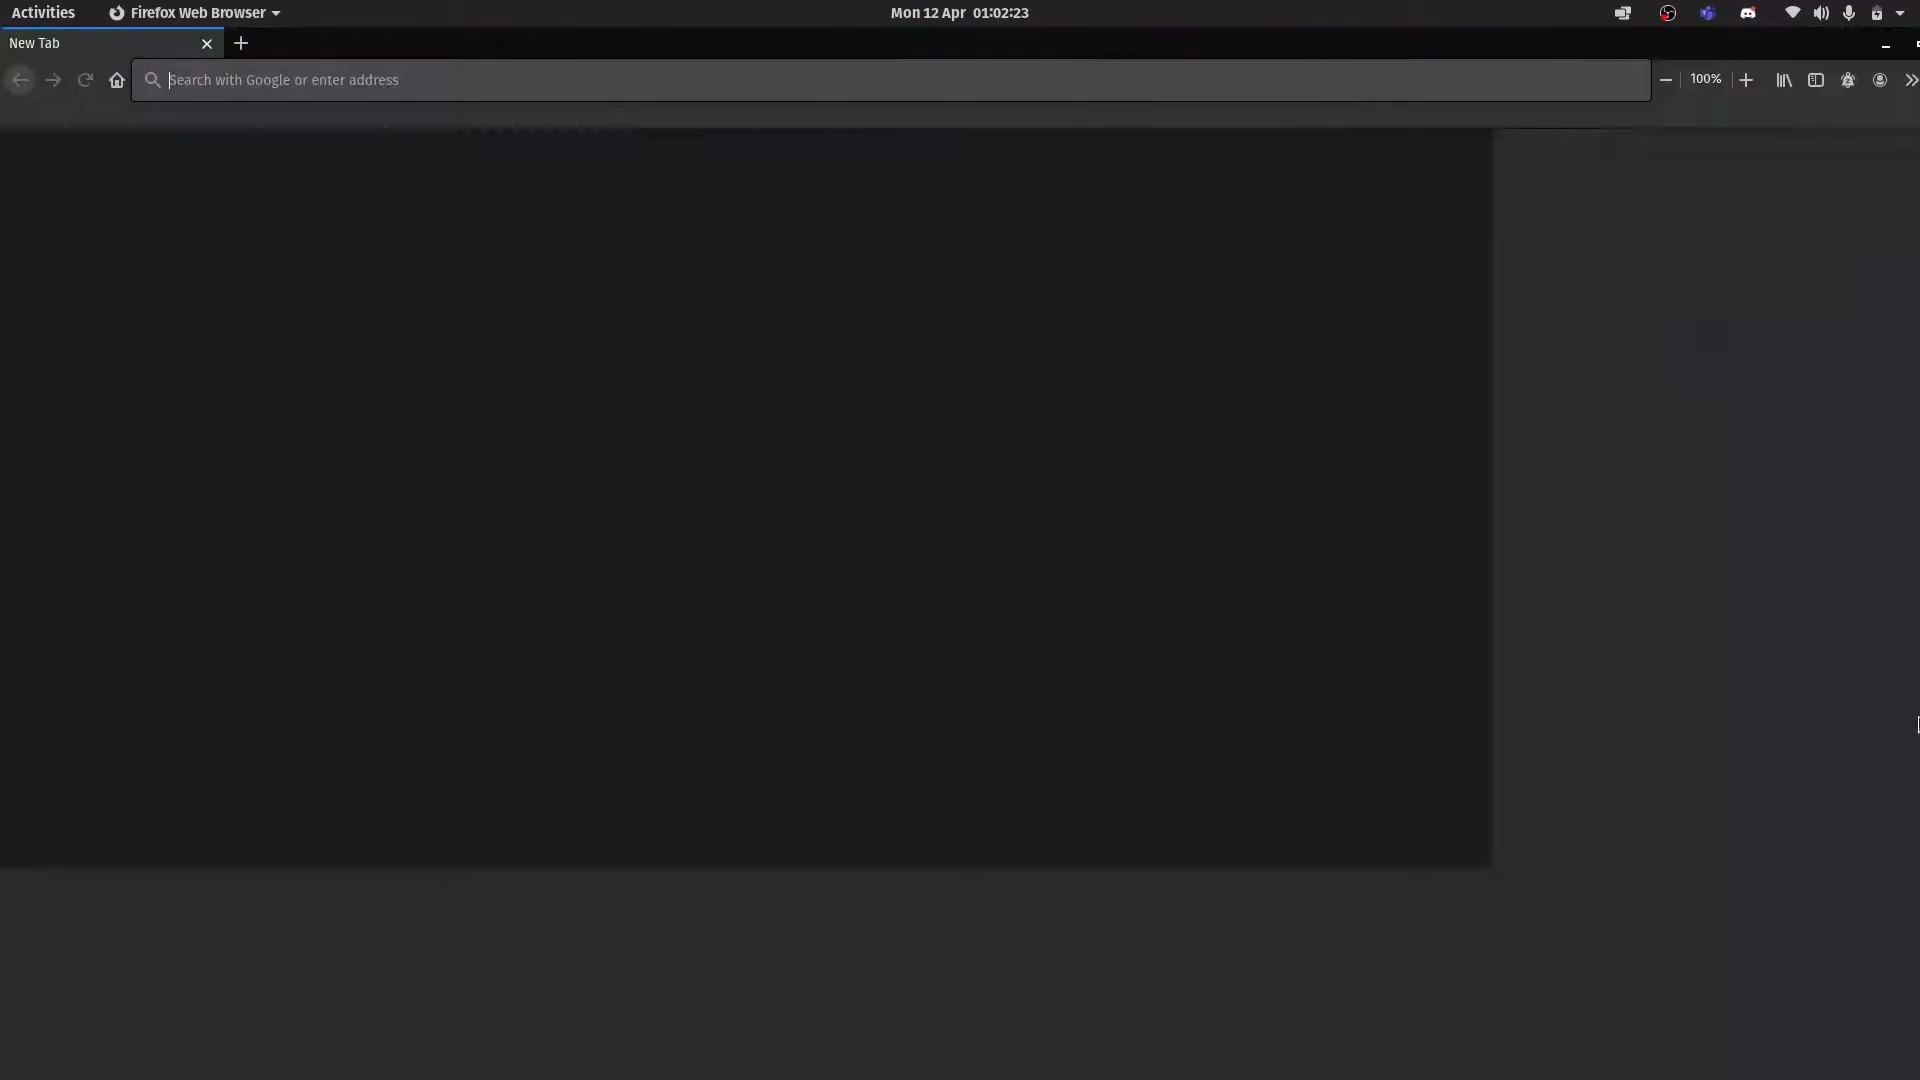 Activities Firefox Web Browser Mon 12 Apr 01:02:23
New Tab
Search with Google or enter address 100%